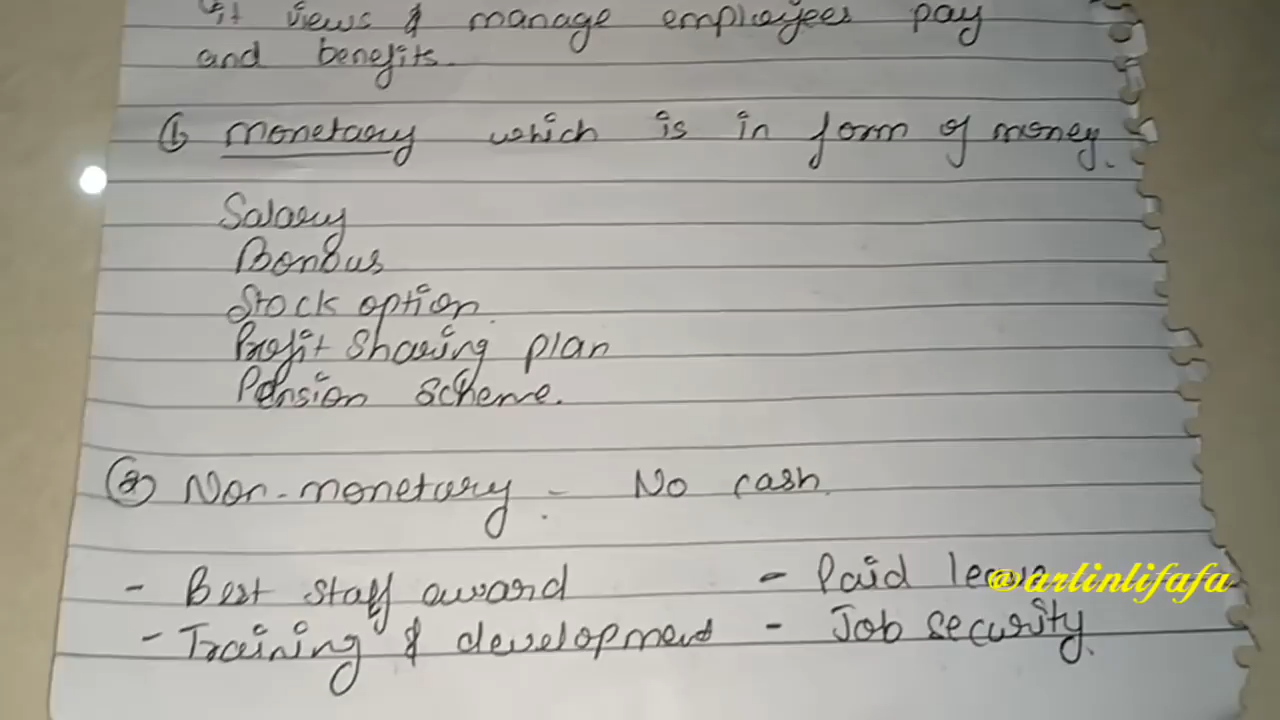 it views & manage employees pay
and benefits.
① monetary which is in form of money.
Salary
Bonous
Stock option.
Profit sharing plan
Pension scheme.
② Non-monetary - No cash.
- Best staff award - Paid leave
- Training & development - Job security.
@artinlifafa